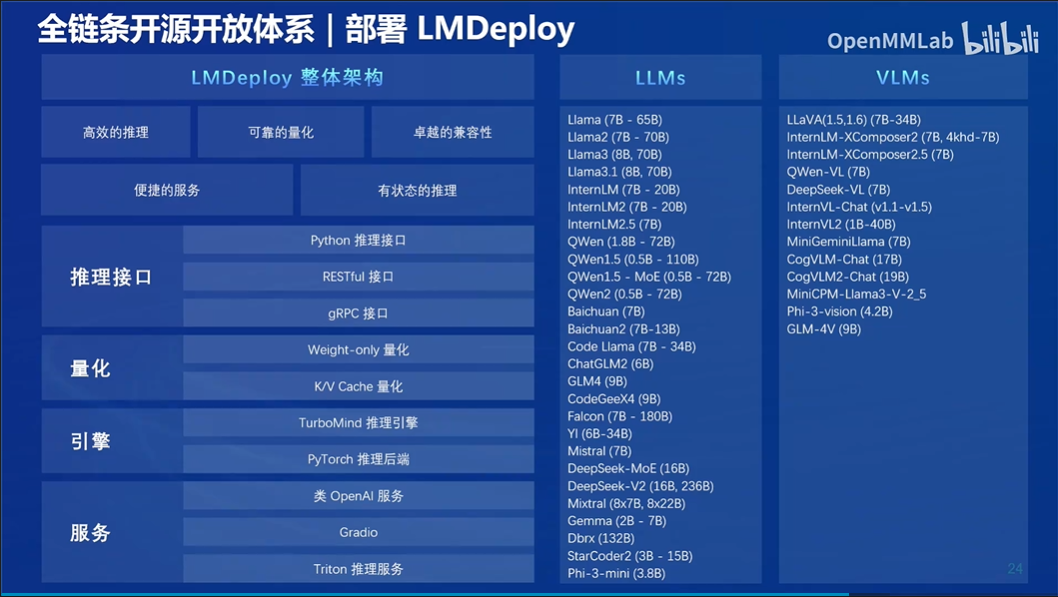 全链条开源开放体系｜部署 LMDeploy
OpenMMLab bilibili
LMDeploy 整体架构
高效的推理
可靠的量化
卓越的兼容性
便捷的服务
有状态的推理
推理接口
Python 推理接口
RESTful 接口
gRPC 接口
量化
Weight-only 量化
K/V Cache 量化
引擎
TurboMind 推理引擎
PyTorch 推理后端
服务
类 OpenAI 服务
Gradio
Triton 推理服务
LLMs
Llama (7B - 65B)
Llama2 (7B - 70B)
Llama3 (8B, 70B)
Llama3.1 (8B, 70B)
InternLM (7B - 20B)
InternLM2 (7B - 20B)
InternLM2.5 (7B)
QWen (1.8B - 72B)
QWen1.5 (0.5B - 110B)
QWen1.5 - MoE (0.5B - 72B)
QWen2 (0.5B - 72B)
Baichuan (7B)
Baichuan2 (7B-13B)
Code Llama (7B - 34B)
ChatGLM2 (6B)
GLM4 (9B)
CodeGeeX4 (9B)
Falcon (7B - 180B)
YI (6B-34B)
Mistral (7B)
DeepSeek-MoE (16B)
DeepSeek-V2 (16B, 236B)
Mixtral (8x7B, 8x22B)
Gemma (2B - 7B)
Dbrx (132B)
StarCoder2 (3B - 15B)
Phi-3-mini (3.8B)
VLMs
LLaVA(1.5,1.6) (7B-34B)
InternLM-XComposer2 (7B, 4khd-7B)
InternLM-XComposer2.5 (7B)
QWen-VL (7B)
DeepSeek-VL (7B)
InternVL-Chat (v1.1-v1.5)
InternVL2 (1B-40B)
MiniGeminiLlama (7B)
CogVLM-Chat (17B)
CogVLM2-Chat (19B)
MiniCPM-Llama3-V-2_5
Phi-3-vision (4.2B)
GLM-4V (9B)
24